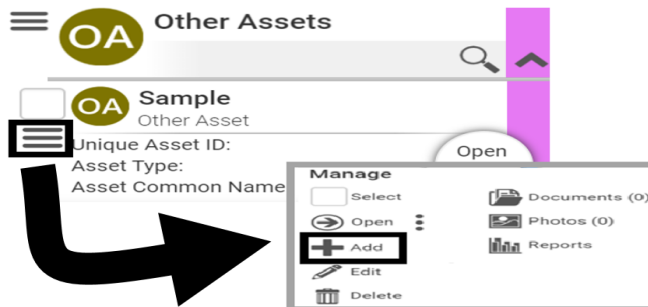 OA Other Assets
OA Sample
Other Asset
Unique Asset ID:
Asset Type:
Asset Common Name
Open
Manage
Select
Open
Add
Edit
Delete
Documents (0)
Photos (0)
Reports